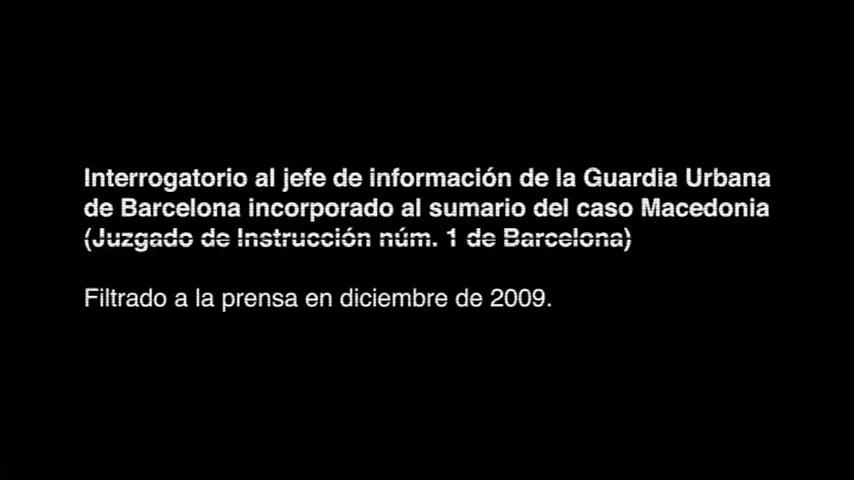 Interrogatorio al jefe de información de la Guardia Urbana
de Barcelona incorporado al sumario del caso Macedonia
(Juzgado de Instrucción núm. 1 de Barcelona)
Filtrado a la prensa en diciembre de 2009.